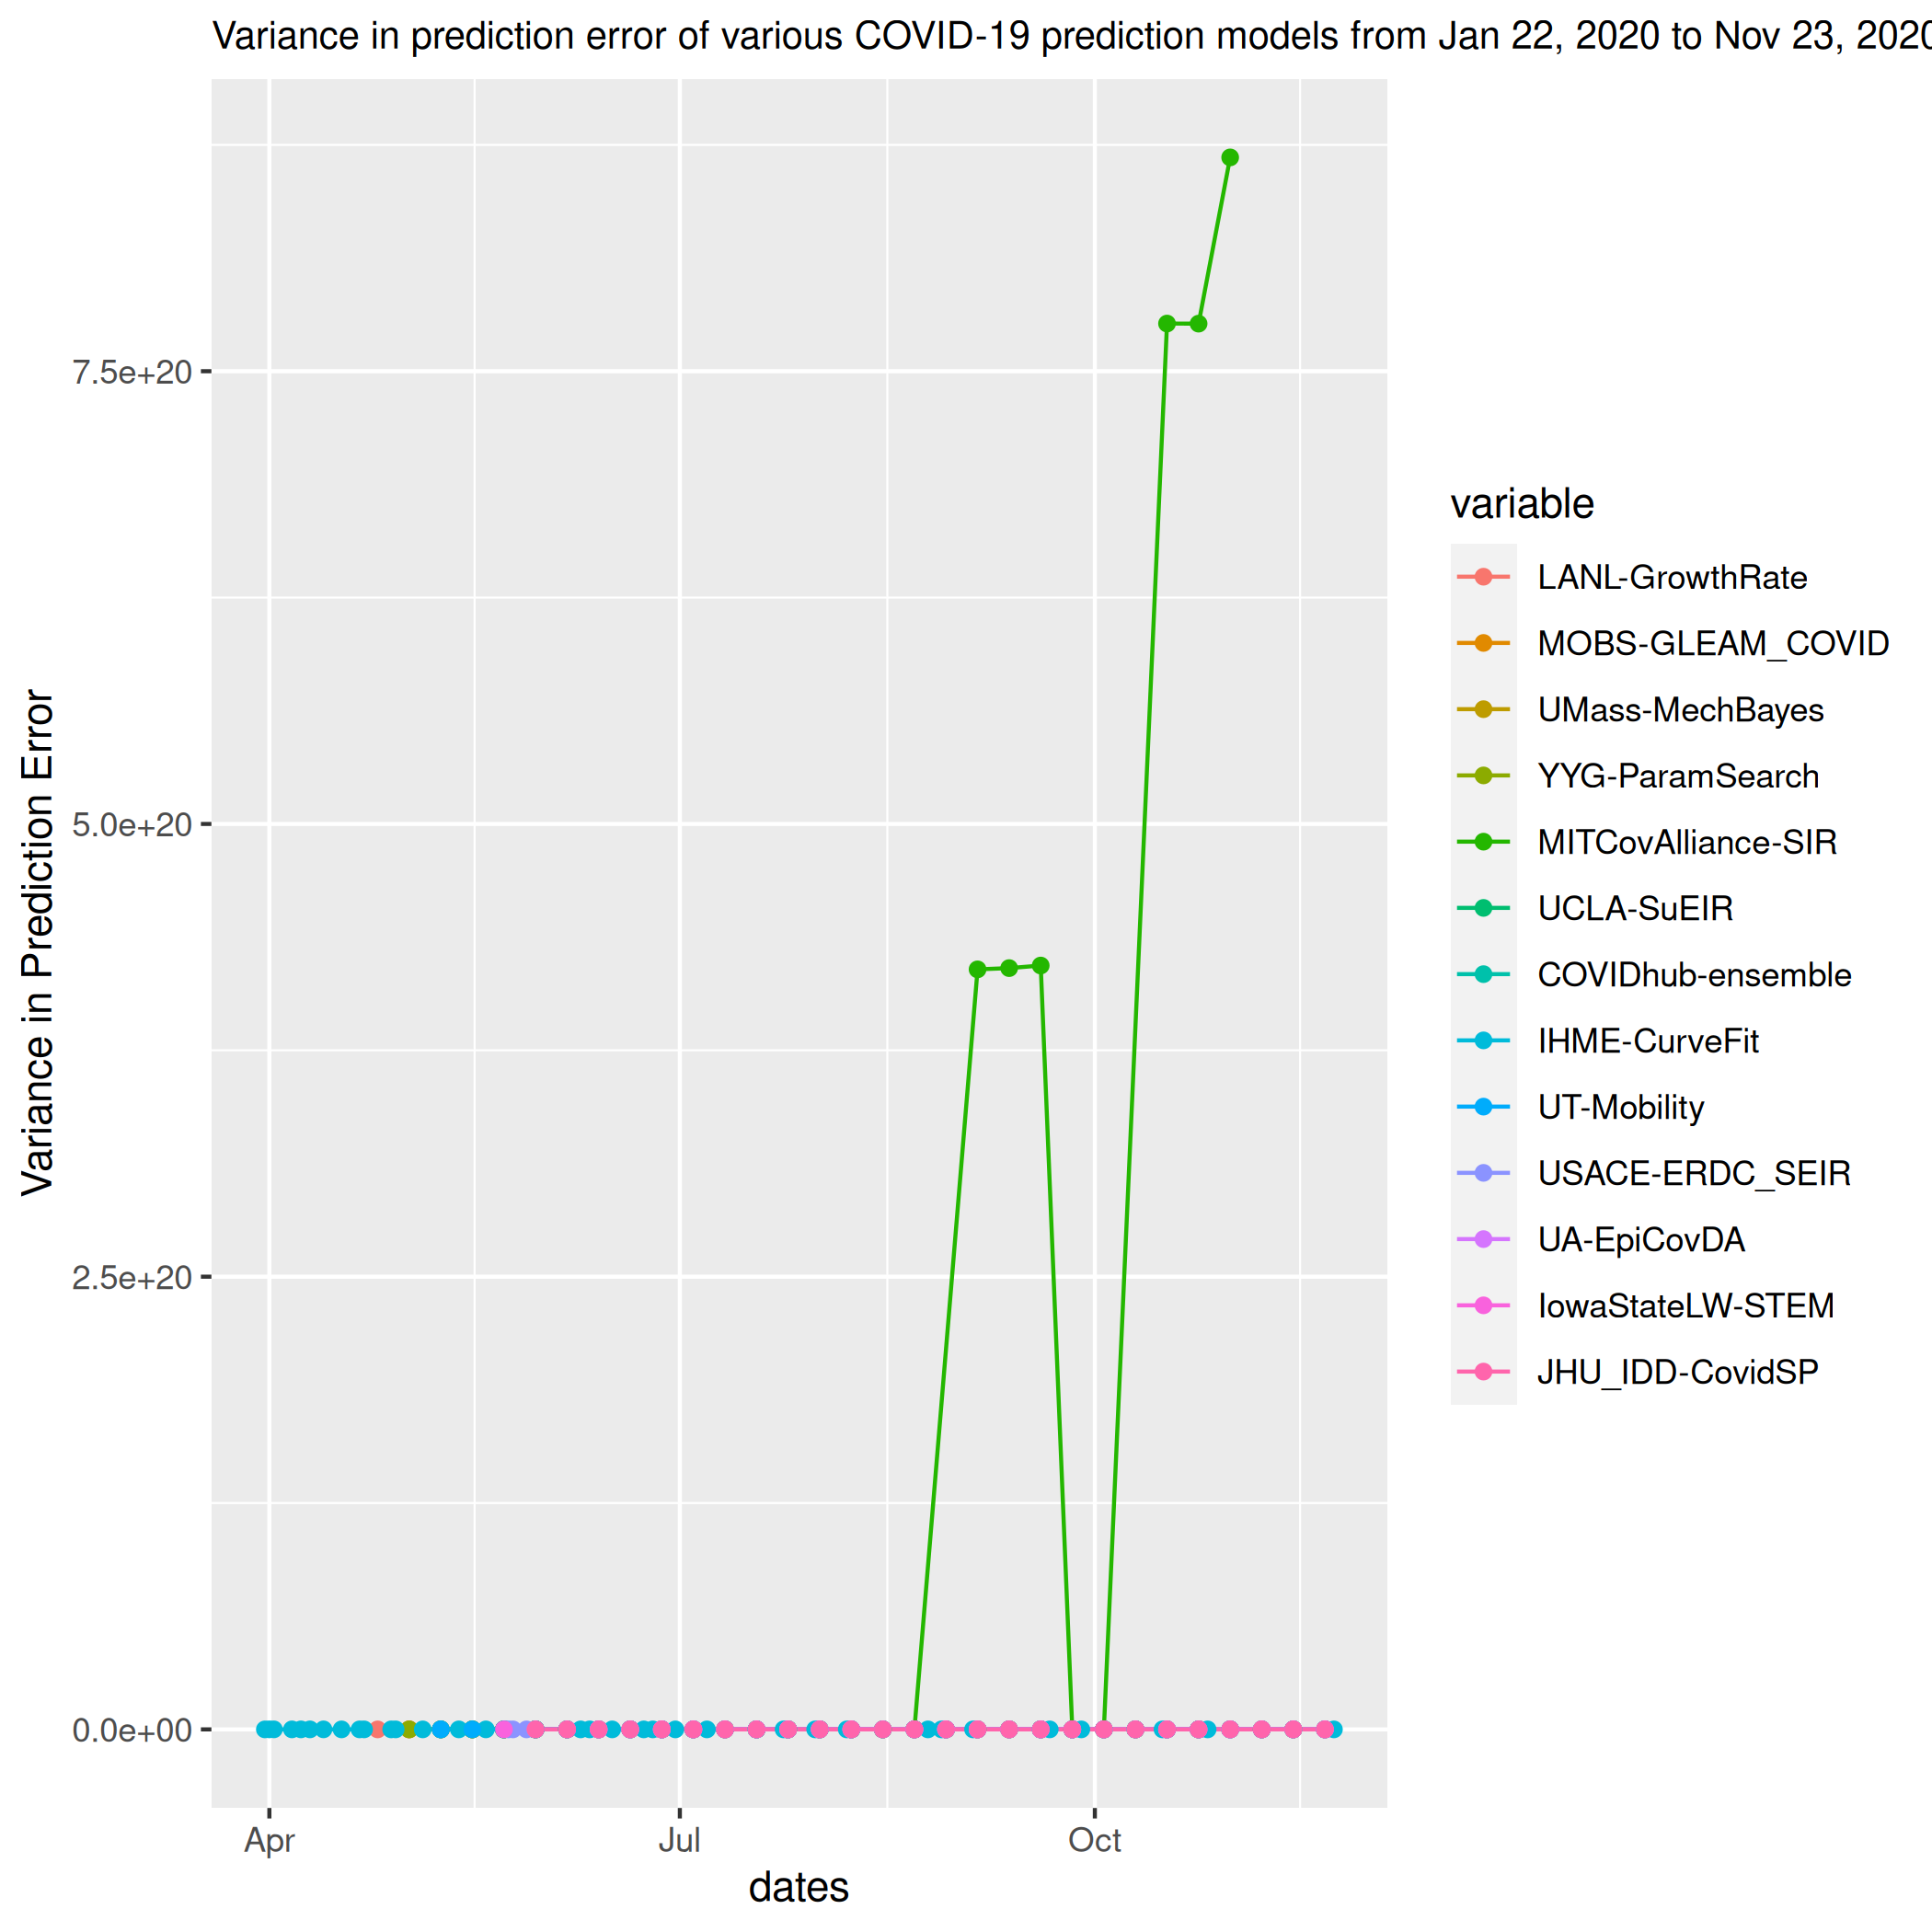 Variance in prediction error of various COVID-19 prediction models from Jan 22, 2020 to Nov 23, 2020
7.5e+20
5.0e+20
2.5e+20
0.0e+00
Variance in Prediction Error
Apr
Jul
Oct
dates
variable
LANL-GrowthRate
MOBS-GLEAM_COVID
UMass-MechBayes
YYG-ParamSearch
MITCovAlliance-SIR
UCLA-SuEIR
COVIDhub-ensemble
IHME-CurveFit
UT-Mobility
USACE-ERDC_SEIR
UA-EpiCovDA
IowaStateLW-STEM
JHU_IDD-CovidSP